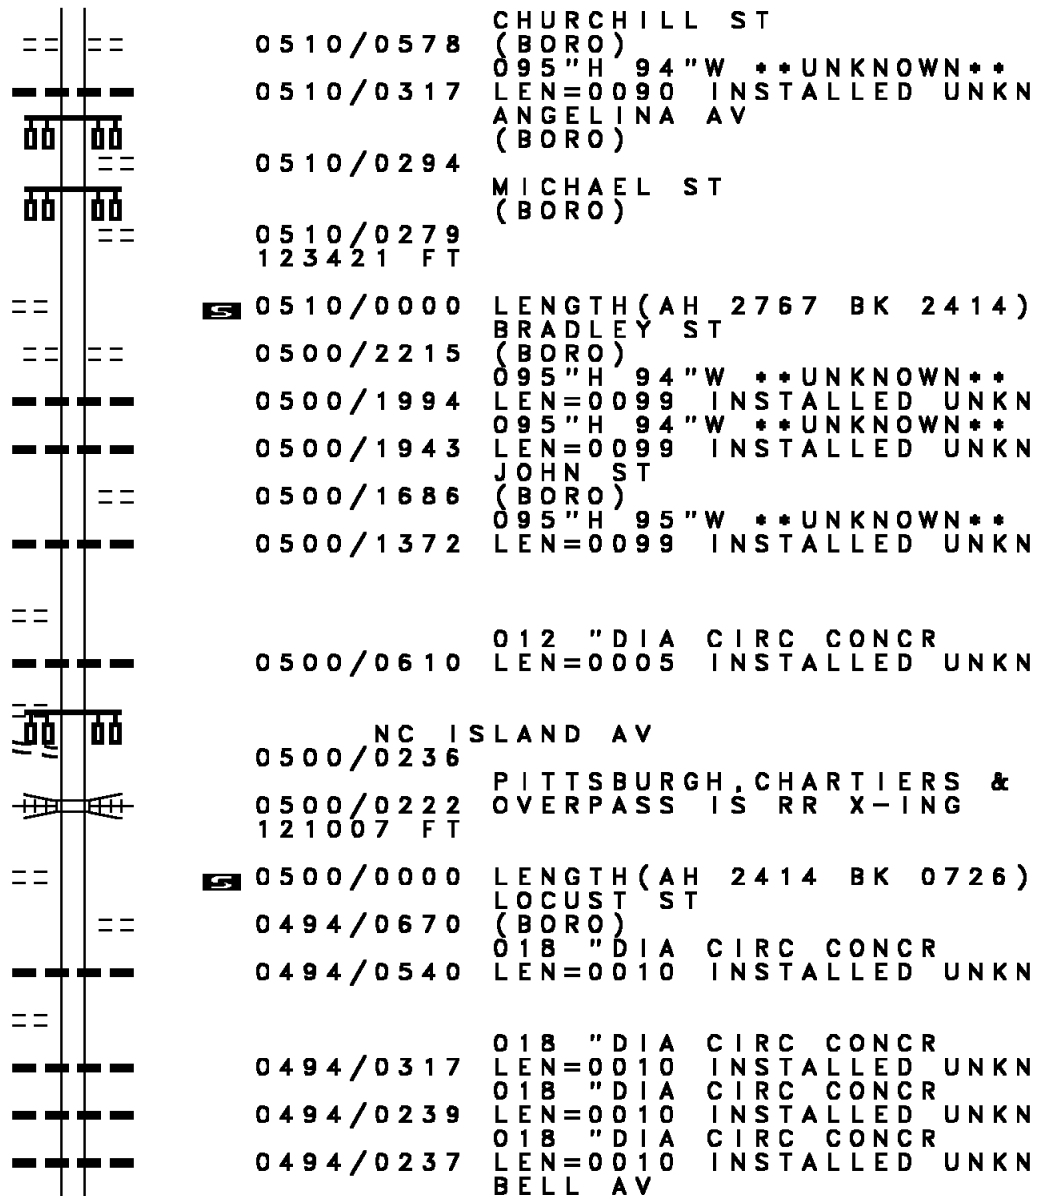 CHURCHILL ST
0510/0578 (BORO)
095"H 94"W **UNKNOWN**
0510/0317 LEN=0090 INSTALLED UNKN
ANGELINA AV
(BORO)
0510/0294
MICHAEL ST
(BORO)
0510/0279
123421 FT
S 0510/0000 LENGTH(AH 2767 BK 2414)
BRADLEY ST
0500/2215 (BORO)
095"H 94"W **UNKNOWN**
0500/1994 LEN=0099 INSTALLED UNKN
095"H 94"W **UNKNOWN**
0500/1943 LEN=0099 INSTALLED UNKN
JOHN ST
0500/1686 (BORO)
095"H 95"W **UNKNOWN**
0500/1372 LEN=0099 INSTALLED UNKN
012 "DIA CIRC CONCR
0500/0610 LEN=0005 INSTALLED UNKN
NC ISLAND AV
0500/0236
PITTSBURGH,CHARTIERS &
0500/0222 OVERPASS IS RR X-ING
121007 FT
S 0500/0000 LENGTH(AH 2414 BK 0726)
LOCUST ST
0494/0670 (BORO)
018 "DIA CIRC CONCR
0494/0540 LEN=0010 INSTALLED UNKN
018 "DIA CIRC CONCR
0494/0317 LEN=0010 INSTALLED UNKN
018 "DIA CIRC CONCR
0494/0239 LEN=0010 INSTALLED UNKN
018 "DIA CIRC CONCR
0494/0237 LEN=0010 INSTALLED UNKN
BELL AV